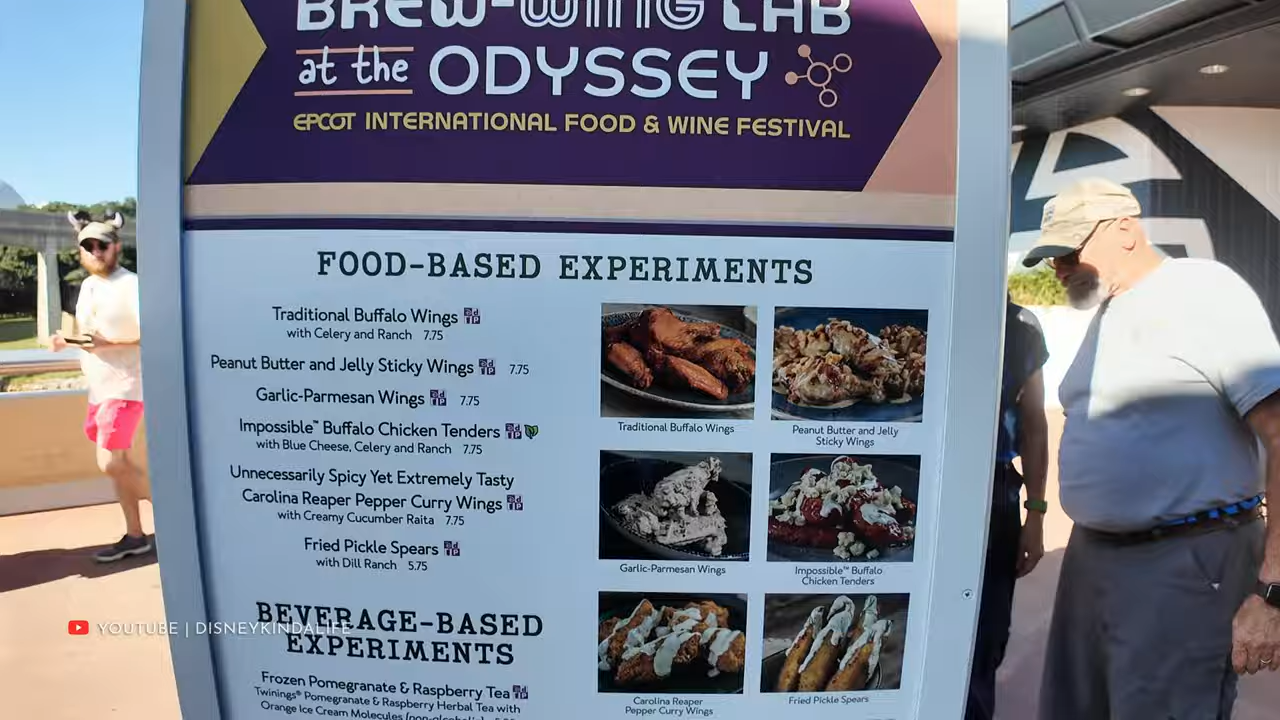 BREW-WING LAB
at the ODYSSEY
EPCOT INTERNATIONAL FOOD & WINE FESTIVAL
FOOD-BASED EXPERIMENTS
Traditional Buffalo Wings
with Celery and Ranch 7.75
Peanut Butter and Jelly Sticky Wings 7.75
Garlic-Parmesan Wings 7.75
Impossible™ Buffalo Chicken Tenders
with Blue Cheese, Celery and Ranch 7.75
Unnecessarily Spicy Yet Extremely Tasty
Carolina Reaper Pepper Curry Wings
with Creamy Cucumber Raita 7.75
Fried Pickle Spears
with Dill Ranch 5.75
BEVERAGE-BASED
EXPERIMENTS
Frozen Pomegranate & Raspberry Tea
Twinings® Pomegranate & Raspberry Herbal Tea with
Orange Ice Cream Molecules (non-alcoholic)
Traditional Buffalo Wings
Peanut Butter and Jelly
Sticky Wings
Garlic-Parmesan Wings
Impossible™ Buffalo
Chicken Tenders
Carolina Reaper
Pepper Curry Wings
Fried Pickle Spears
YOUTUBE | DISNEYKINDALIFE